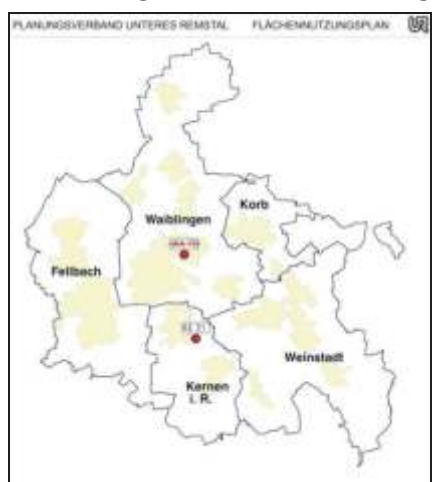 PLANUNGSVERBAND UNTERES REMSTAL FLÄCHENNUTZUNGSPLAN
Korb
Waiblingen
Fellbach
Weinstadt
Kernen
i. R.